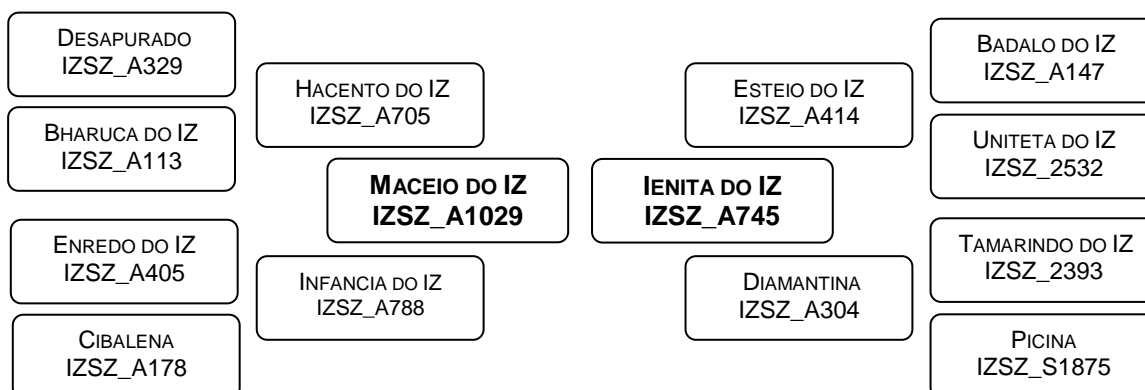 DESAPURADO
IZSZ_A329
BHARUCA DO IZ
IZSZ_A113
ENREDO DO IZ
IZSZ_A405
CIBALENA
IZSZ_A178
HACENTO DO IZ
IZSZ_A705
INFANCIA DO IZ
IZSZ_A788
MACEIO DO IZ
IZSZ_A1029
IENITA DO IZ
IZSZ_A745
ESTEIO DO IZ
IZSZ_A414
DIAMANTINA
IZSZ_A304
BADALO DO IZ
IZSZ_A147
UNITETA DO IZ
IZSZ_2532
TAMARINDO DO IZ
IZSZ_2393
PICINA
IZSZ_S1875